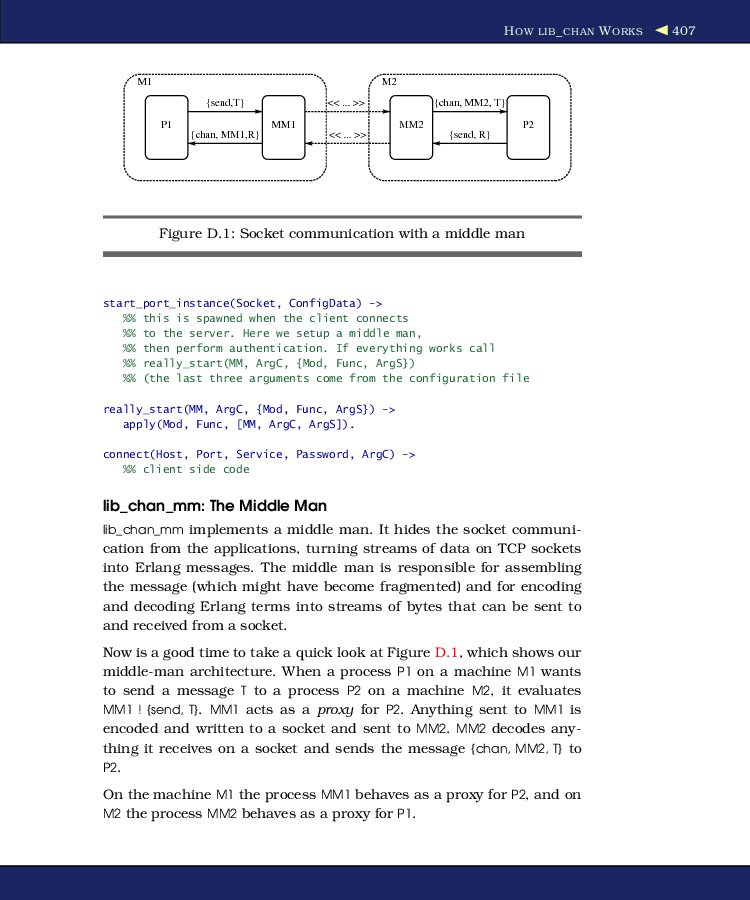 HOW LIB_CHAN WORKS ◀ 407
M1 M2
{send,T} << ... >> {chan, MM2, T}
P1 MM1 MM2 P2
{chan, MM1,R} << ... >> {send, R}
Figure D.1: Socket communication with a middle man
start_port_instance(Socket, ConfigData) ->
%% this is spawned when the client connects
%% to the server. Here we setup a middle man,
%% then perform authentication. If everything works call
%% really_start(MM, ArgC, {Mod, Func, ArgS})
%% (the last three arguments come from the configuration file
really_start(MM, ArgC, {Mod, Func, ArgS}) ->
apply(Mod, Func, [MM, ArgC, ArgS]).
connect(Host, Port, Service, Password, ArgC) ->
%% client side code
lib_chan_mm: The Middle Man
lib_chan_mm implements a middle man. It hides the socket communi-
cation from the applications, turning streams of data on TCP sockets
into Erlang messages. The middle man is responsible for assembling
the message (which might have become fragmented) and for encoding
and decoding Erlang terms into streams of bytes that can be sent to
and received from a socket.
Now is a good time to take a quick look at Figure D.1, which shows our
middle-man architecture. When a process P1 on a machine M1 wants
to send a message T to a process P2 on a machine M2, it evaluates
MM1 ! {send, T}. MM1 acts as a proxy for P2. Anything sent to MM1 is
encoded and written to a socket and sent to MM2. MM2 decodes any-
thing it receives on a socket and sends the message {chan, MM2, T} to
P2.
On the machine M1 the process MM1 behaves as a proxy for P2, and on
M2 the process MM2 behaves as a proxy for P1.